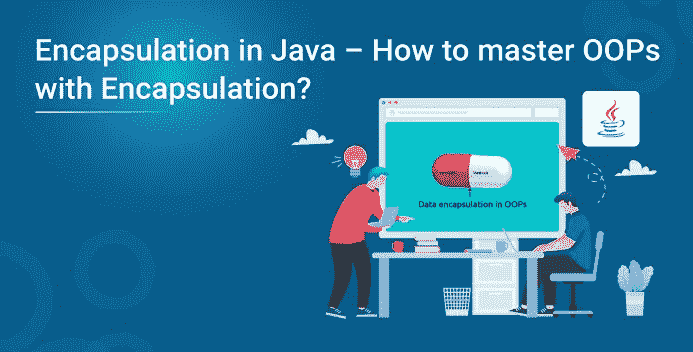 Encapsulation in Java – How to master OOPs
with Encapsulation?
Data encapsulation in OOPs